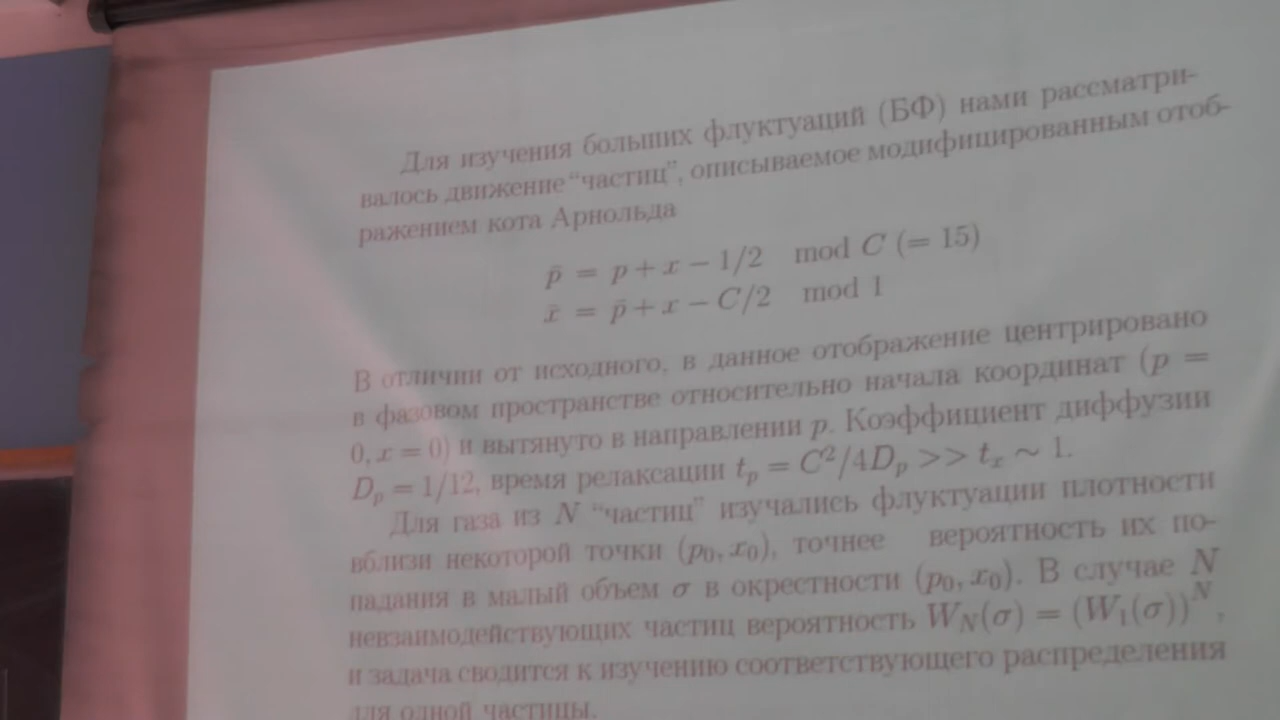 Для изучения больших флуктуаций (БФ) нами рассматри-
валось движение “частиц”, описываемое модифицированным отоб-
ражением кота Арнольда
p̄ = p + x − 1/2 mod C (= 15)
x̄ = p̄ + x − C/2 mod 1
В отличии от исходного, в данное отображение центрировано
в фазовом пространстве относительно начала координат (p =
0, x = 0) и вытянуто в направлении p. Коэффициент диффузии
D_p = 1/12, время релаксации t_p = C²/4D_p >> t_x ∼ 1.
Для газа из N “частиц” изучались флуктуации плотности
вблизи некоторой точки (p₀, x₀), точнее вероятность их по-
падания в малый объем σ в окрестности (p₀, x₀). В случае N
невзаимодействующих частиц вероятность W_N(σ) = (W₁(σ))^N,
и задача сводится к изучению соответствующего распределения
для одной частицы.